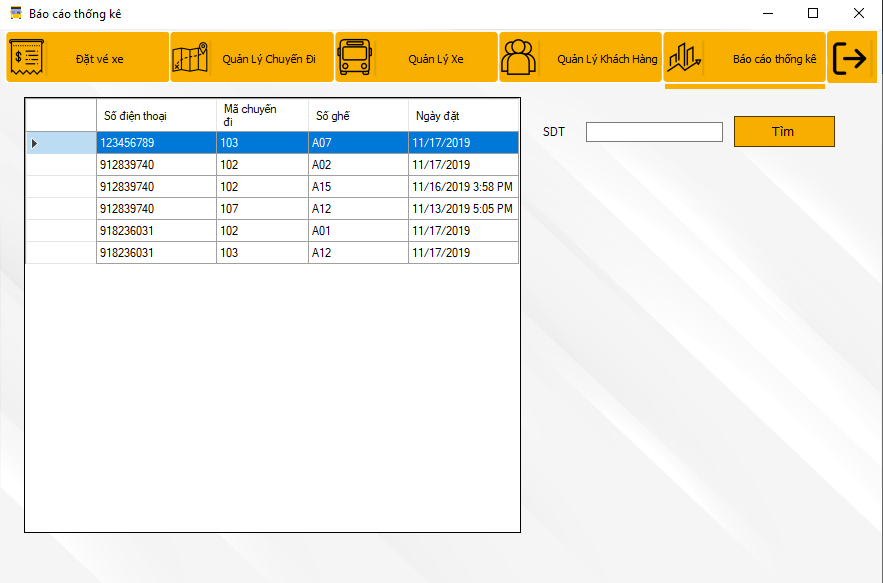 Báo cáo thống kê
Đặt vé xe
Quản Lý Chuyến Đi
Quản Lý Xe
Quản Lý Khách Hàng
Báo cáo thống kê
Số điện thoại Mã chuyến đi Số ghế Ngày đặt
123456789 103 A07 11/17/2019
912839740 102 A02 11/17/2019
912839740 102 A15 11/16/2019 3:58 PM
912839740 107 A12 11/13/2019 5:05 PM
918236031 102 A01 11/17/2019
918236031 103 A12 11/17/2019
SDT
Tìm